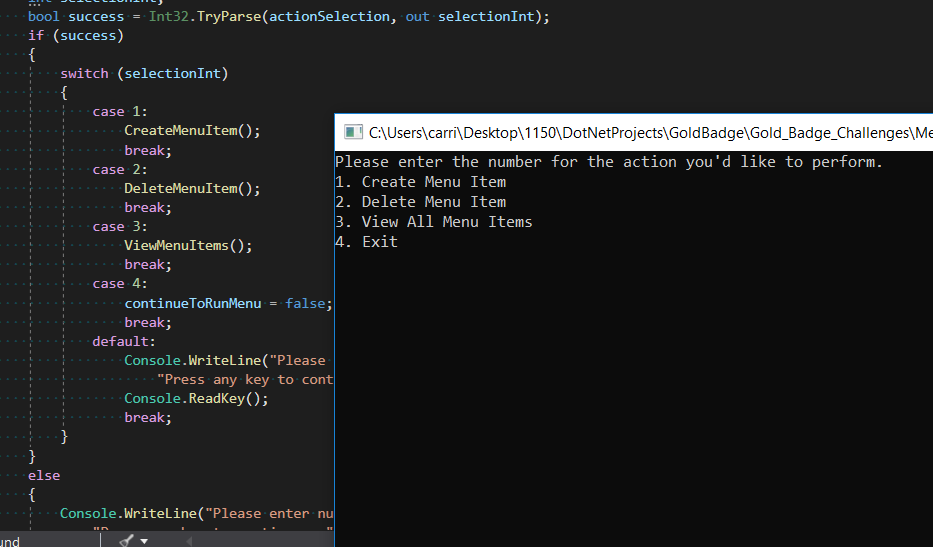 int selectionInt;
bool success = Int32.TryParse(actionSelection, out selectionInt);
if (success)
{
switch (selectionInt)
{
case 1:
CreateMenuItem();
break;
case 2:
DeleteMenuItem();
break;
case 3:
ViewMenuItems();
break;
case 4:
continueToRunMenu = false;
break;
default:
Console.WriteLine("Please
"Press any key to cont
Console.ReadKey();
break;
}
}
else
{
Console.WriteLine("Please enter nu
und
C:\Users\carri\Desktop\1150\DotNetProjects\GoldBadge\Gold_Badge_Challenges\Me
Please enter the number for the action you'd like to perform.
1. Create Menu Item
2. Delete Menu Item
3. View All Menu Items
4. Exit